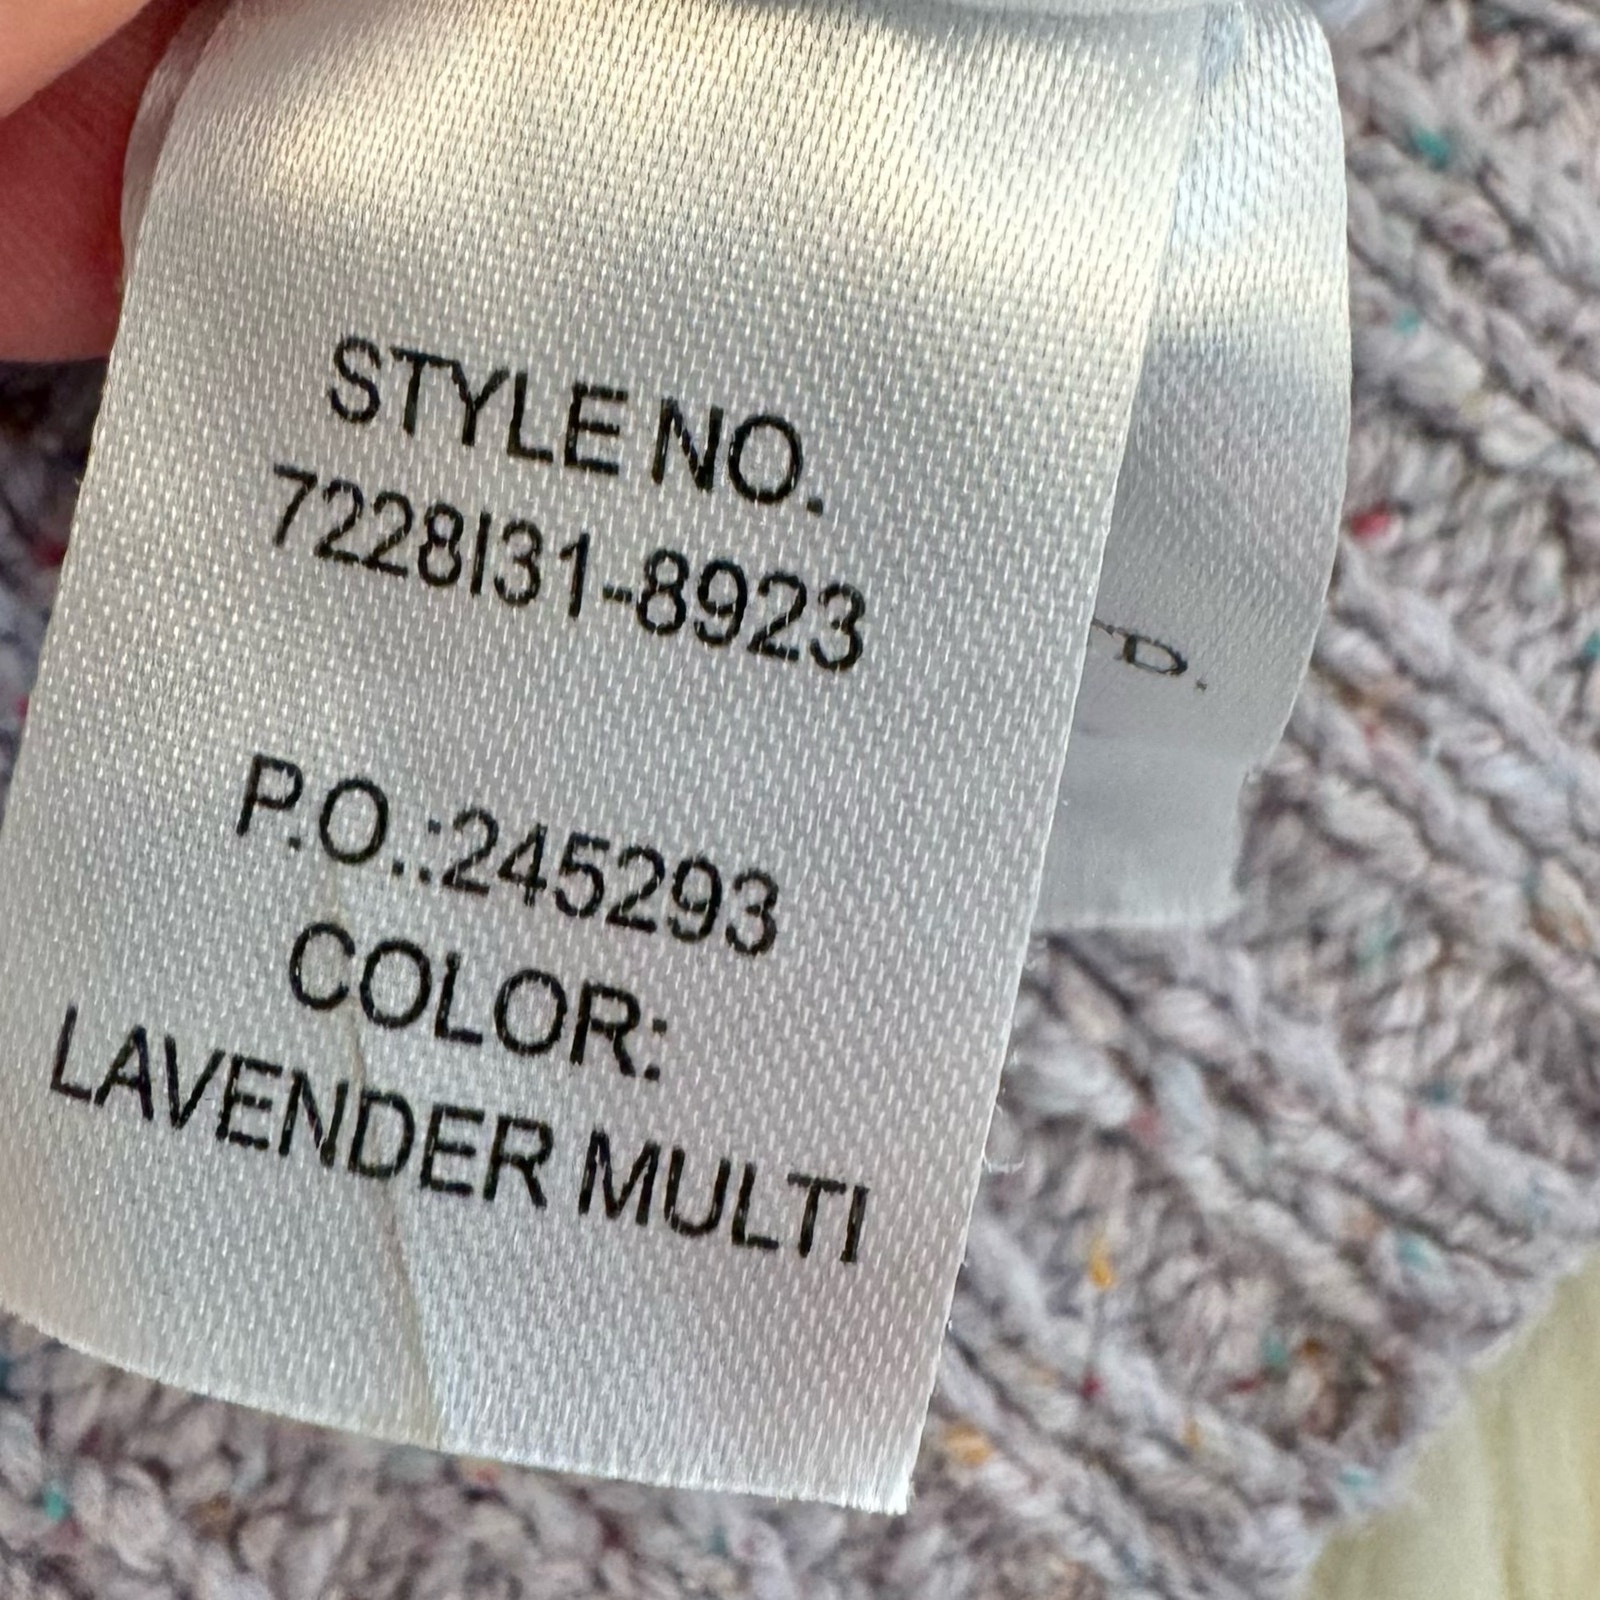 STYLE NO.
7228I31-8923
P.O.:245293
COLOR:
LAVENDER MULTI